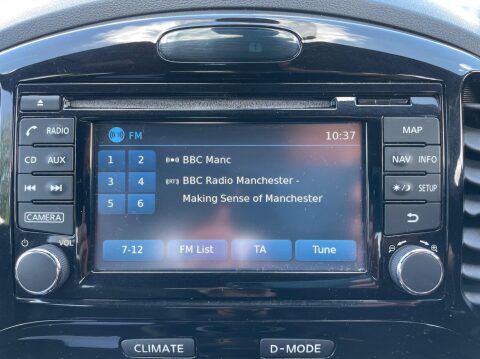 FM 10:37
RADIO MAP
CD AUX NAV INFO
SETUP
CAMERA
VOL
1 2 BBC Manc
3 4 RT BBC Radio Manchester -
5 6 Making Sense of Manchester
7-12 FM List TA Tune
CLIMATE D-MODE